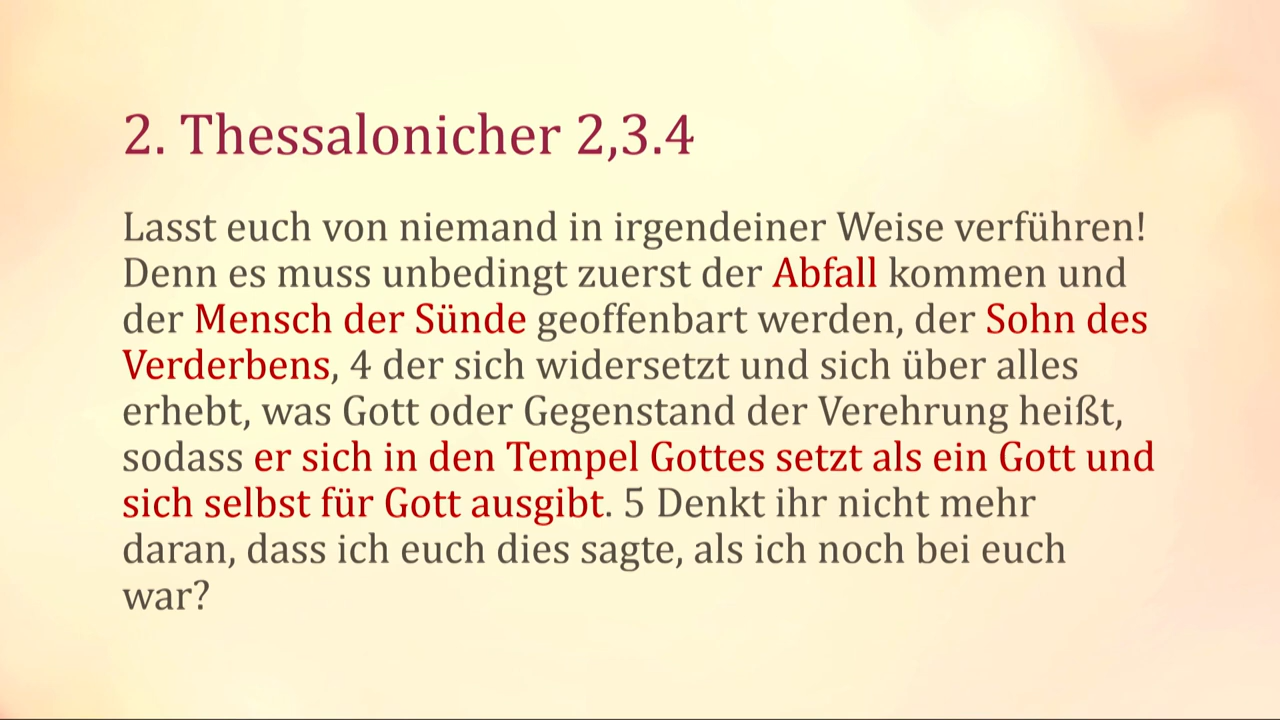 2. Thessalonicher 2,3.4
Lasst euch von niemand in irgendeiner Weise verführen!
Denn es muss unbedingt zuerst der Abfall kommen und
der Mensch der Sünde geoffenbart werden, der Sohn des
Verderbens, 4 der sich widersetzt und sich über alles
erhebt, was Gott oder Gegenstand der Verehrung heißt,
sodass er sich in den Tempel Gottes setzt als ein Gott und
sich selbst für Gott ausgibt. 5 Denkt ihr nicht mehr
daran, dass ich euch dies sagte, als ich noch bei euch
war?